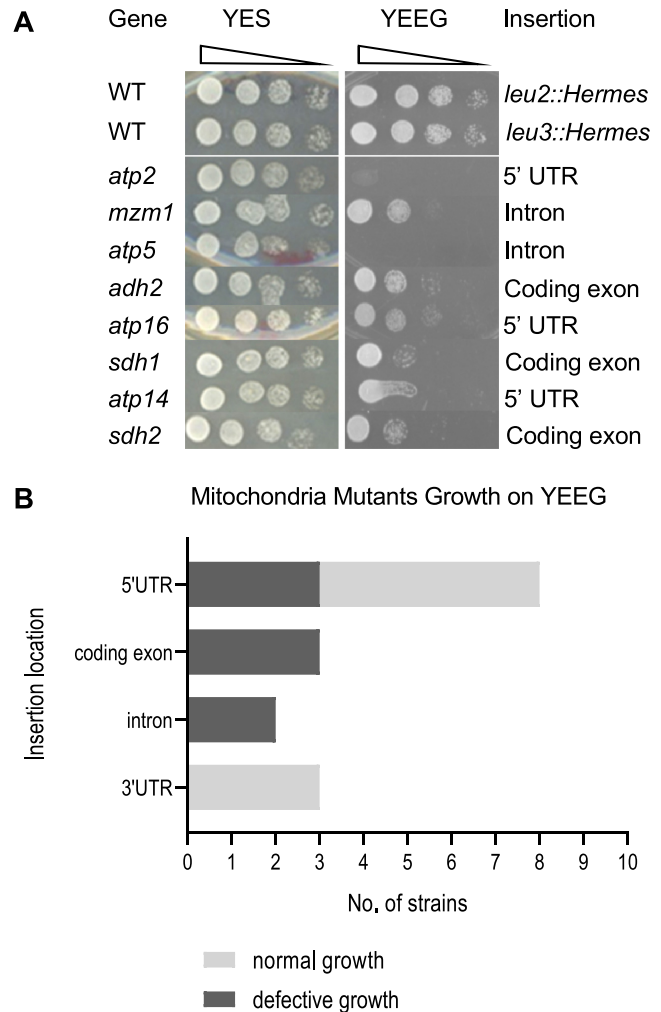 A Gene YES YEEG Insertion
WT leu2::Hermes
WT leu3::Hermes
atp2 5’ UTR
mzm1 Intron
atp5 Intron
adh2 Coding exon
atp16 5’ UTR
sdh1 Coding exon
atp14 5’ UTR
sdh2 Coding exon
B Mitochondria Mutants Growth on YEEG
Insertion location
5'UTR
coding exon
intron
3'UTR
0 1 2 3 4 5 6 7 8 9 10
No. of strains
normal growth
defective growth